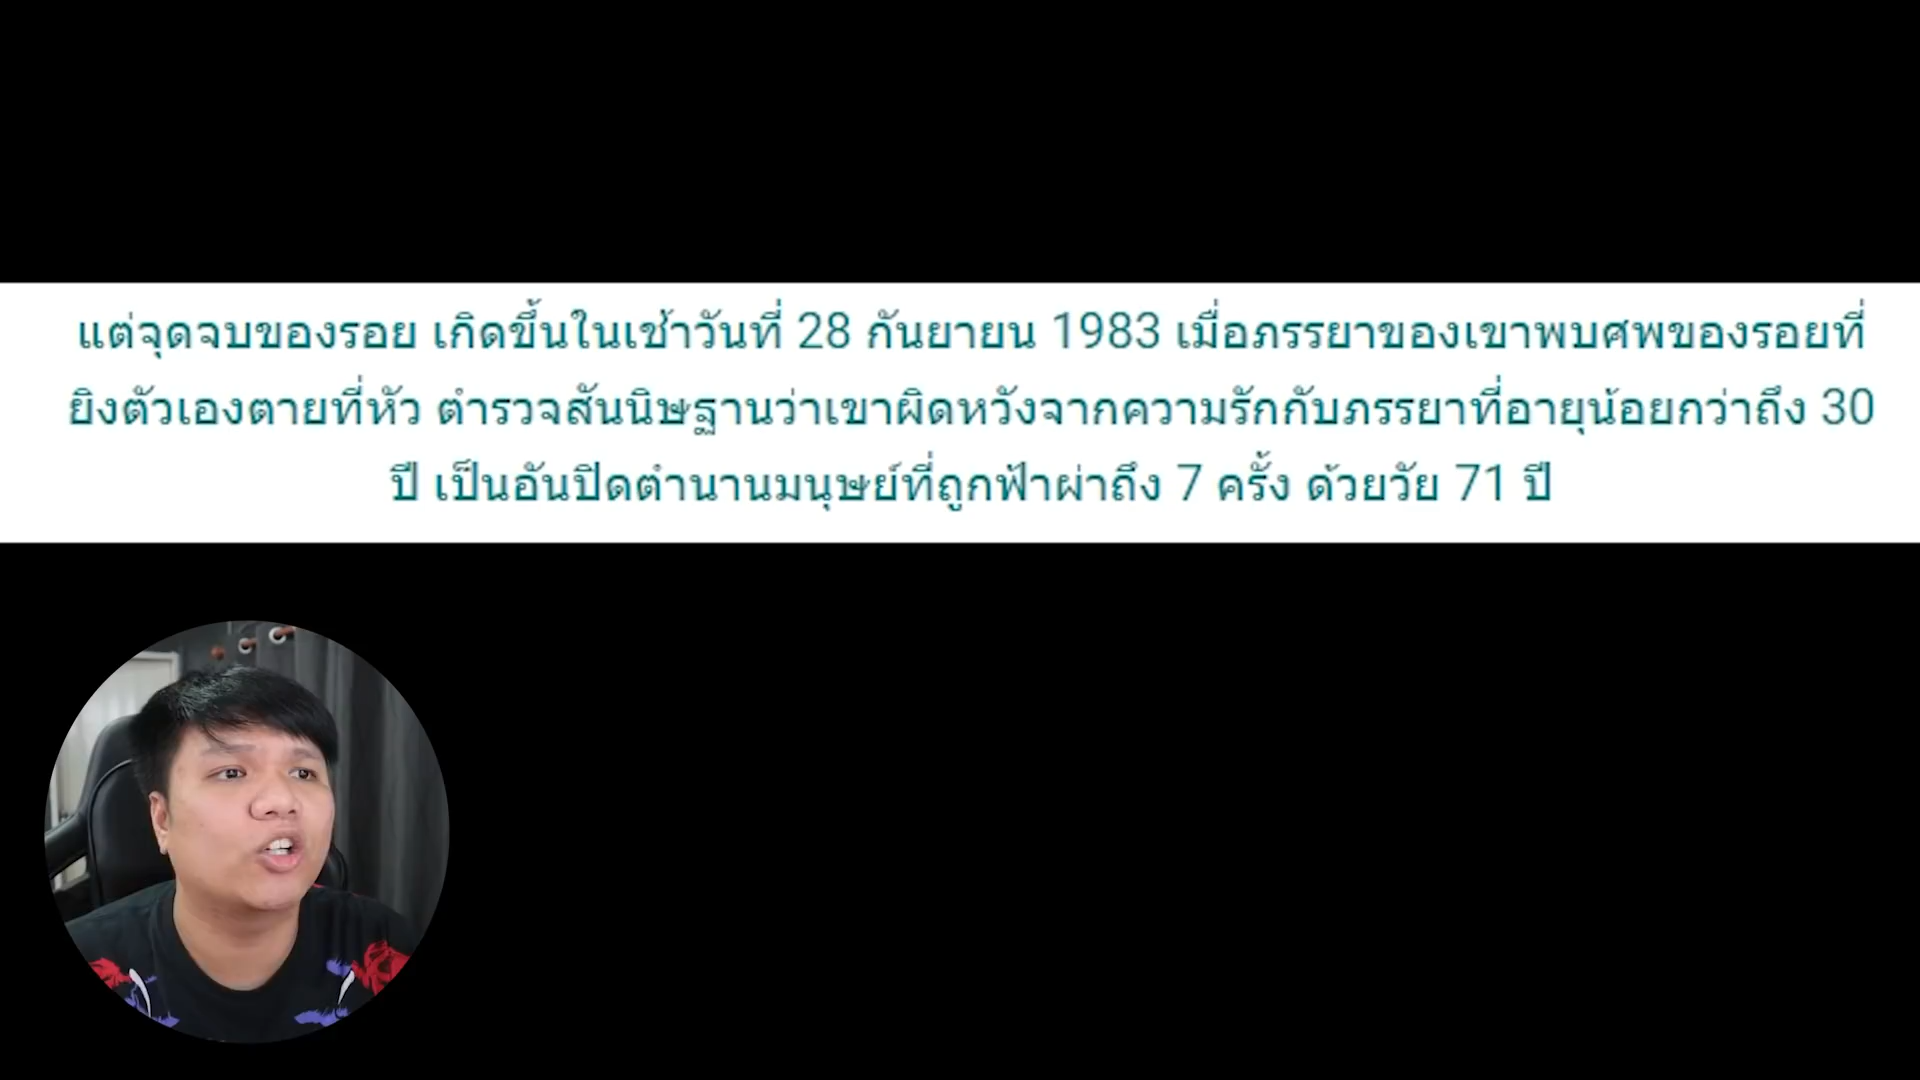 แต่จุดจบของรอย เกิดขึ้นในเช้าวันที่ 28 กันยายน 1983 เมื่อภรรยาของเขาพบศพของรอยที่
ยิงตัวเองตายที่หัว ตำรวจสันนิษฐานว่าเขาผิดหวังจากความรักกับภรรยาที่อายุน้อยกว่าถึง 30
ปี เป็นอันปิดตำนานมนุษย์ที่ถูกฟ้าผ่าถึง 7 ครั้ง ด้วยวัย 71 ปี